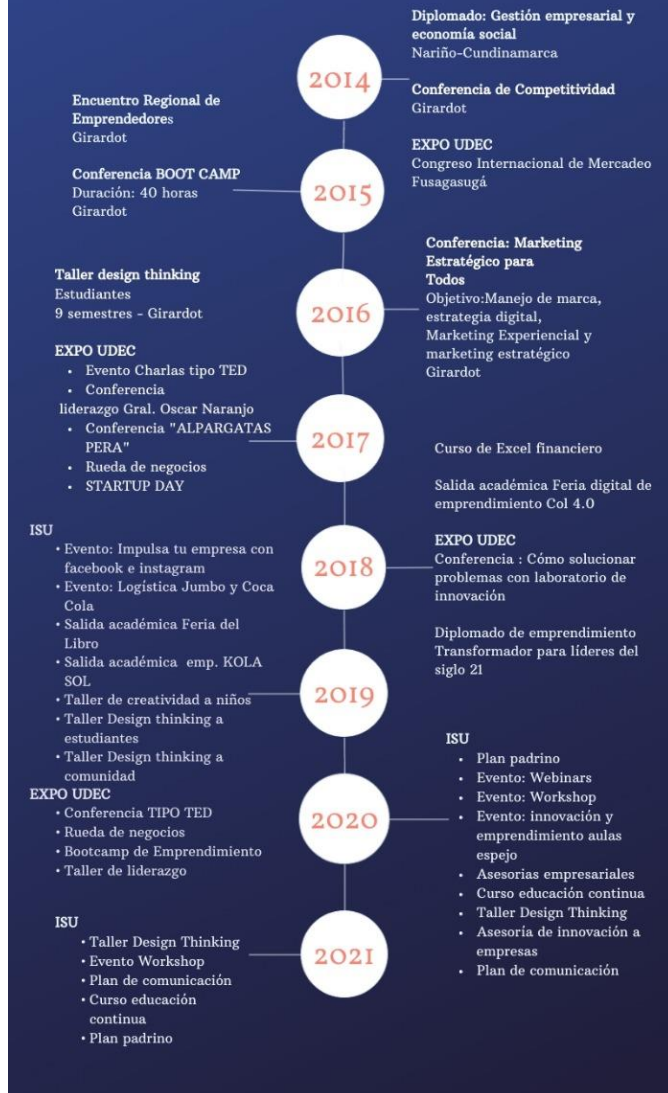 2014
Diplomado: Gestión empresarial y
economía social
Nariño-Cundinamarca
Conferencia de Competitividad
Girardot
EXPO UDEC
Congreso Internacional de Mercadeo
Fusagasugá
Encuentro Regional de
Emprendedores
Girardot
Conferencia BOOT CAMP
Duración: 40 horas
Girardot
2015
Taller design thinking
Estudiantes
9 semestres - Girardot
2016
Conferencia: Marketing
Estratégico para
Todos
Objetivo:Manejo de marca,
estrategia digital,
Marketing Experiencial y
marketing estratégico
Girardot
EXPO UDEC
• Evento Charlas tipo TED
• Conferencia
liderazgo Gral. Oscar Naranjo
• Conferencia "ALPARGATAS
PERA"
• Rueda de negocios
• STARTUP DAY
2017
Curso de Excel financiero
Salida académica Feria digital de
emprendimiento Col 4.0
EXPO UDEC
Conferencia : Cómo solucionar
problemas con laboratorio de
innovación
Diplomado de emprendimiento
Transformador para líderes del
siglo 21
2018
ISU
• Evento: Impulsa tu empresa con
facebook e instagram
• Evento: Logística Jumbo y Coca
Cola
• Salida académica Feria del
Libro
• Salida académica emp. KOLA
SOL
• Taller de creatividad a niños
• Taller Design thinking a
estudiantes
• Taller Design thinking a
comunidad
EXPO UDEC
• Conferencia TIPO TED
• Rueda de negocios
• Bootcamp de Emprendimiento
• Taller de liderazgo
2019
ISU
• Plan padrino
• Evento: Webinars
• Evento: Workshop
• Evento: innovación y
emprendimiento aulas
espejo
• Asesorias empresariales
• Curso educación continua
• Taller Design Thinking
• Asesoría de innovación a
empresas
• Plan de comunicación
2020
ISU
• Taller Design Thinking
• Evento Workshop
• Plan de comunicación
• Curso educación
continua
• Plan padrino
2021